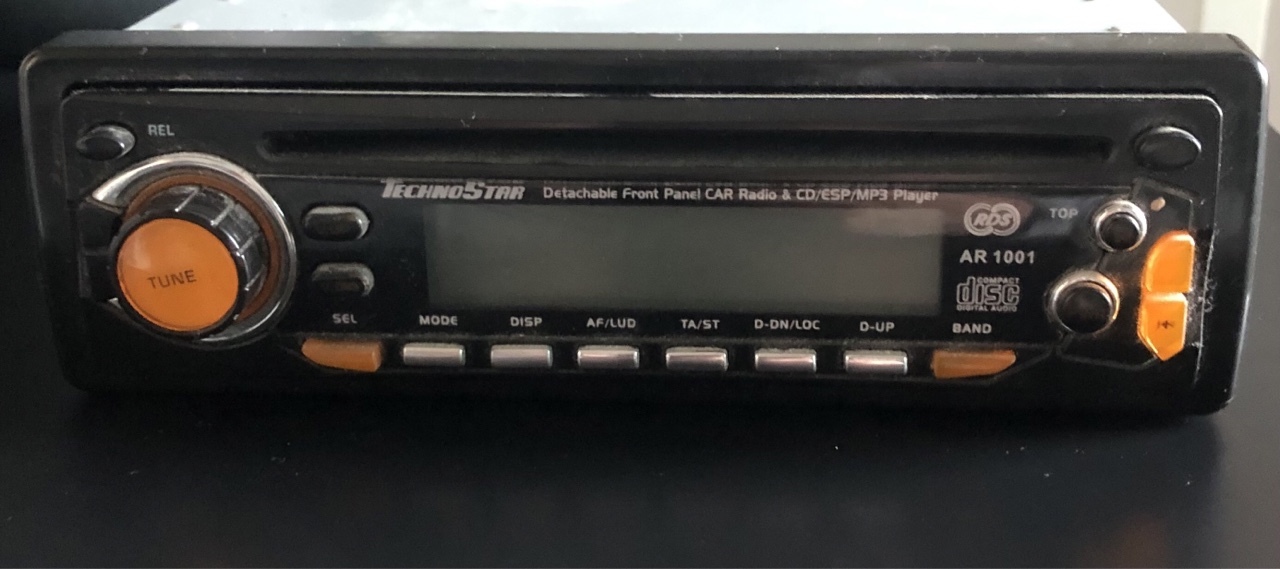 REL
TECHNOSTAR Detachable Front Panel CAR Radio & CD/ESP/MP3 Player
RDS
TOP
AR 1001
TUNE
COMPACT
disc
DIGITAL AUDIO
SEL
MODE
DISP
AF/LUD
TA/ST
D-DN/LOC
D-UP
BAND